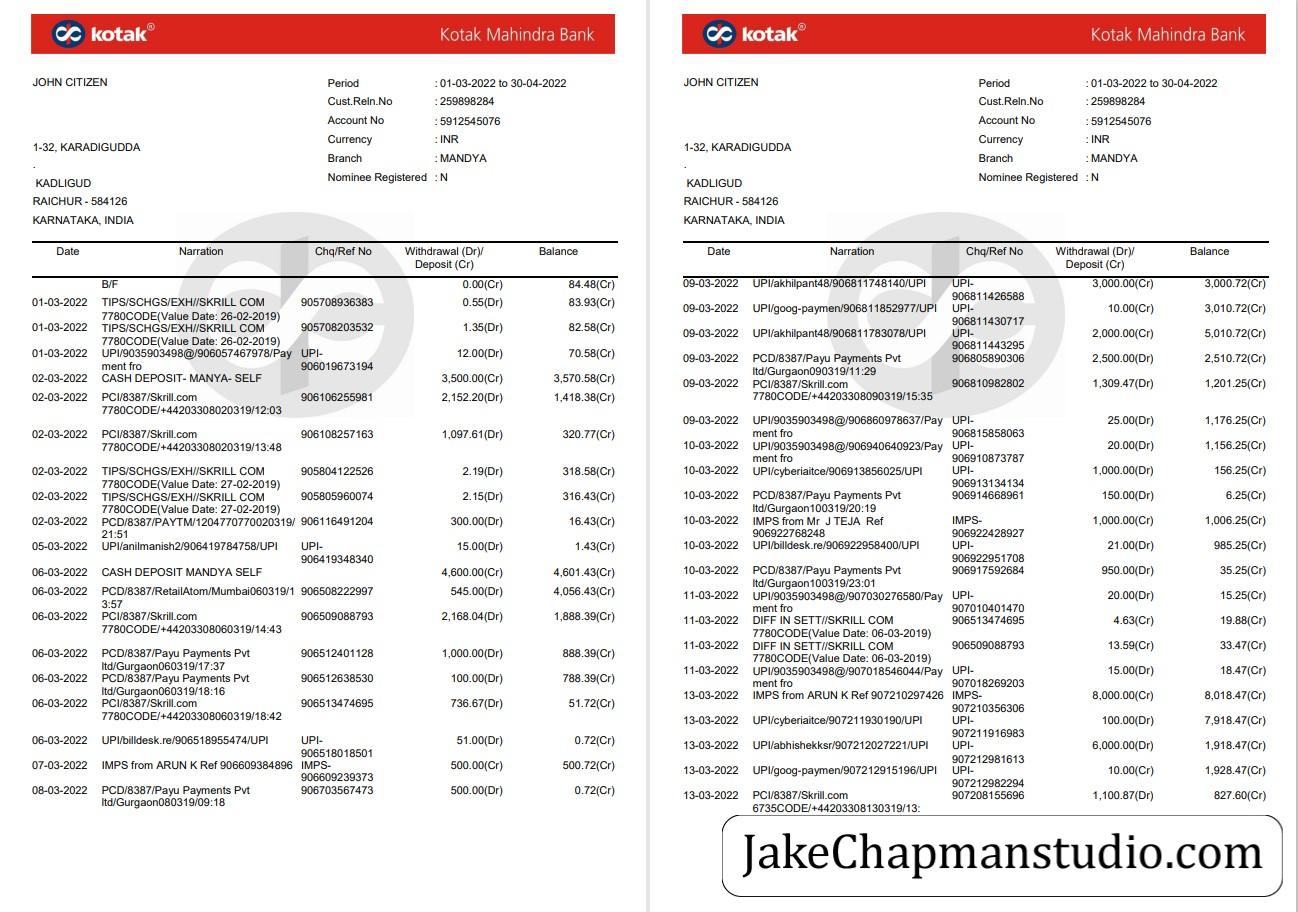 kotak®
Kotak Mahindra Bank
JOHN CITIZEN
1-32, KARADIGUDDA
.
KADLIGUD
RAICHUR - 584126
KARNATAKA, INDIA
Period : 01-03-2022 to 30-04-2022
Cust.Reln.No : 259898284
Account No : 5912545076
Currency : INR
Branch : MANDYA
Nominee Registered : N
Date Narration Chq/Ref No Withdrawal (Dr)/ Balance
Deposit (Cr)
B/F 0.00(Cr) 84.48(Cr)
01-03-2022 TIPS/SCHGS/EXH//SKRILL COM 905708936383 0.55(Dr) 83.93(Cr)
7780CODE(Value Date: 26-02-2019)
01-03-2022 TIPS/SCHGS/EXH//SKRILL COM 905708203532 1.35(Dr) 82.58(Cr)
7780CODE(Value Date: 26-02-2019)
01-03-2022 UPI/9035903498@/906057467978/Pay UPI- 12.00(Dr) 70.58(Cr)
ment fro 906019673194
02-03-2022 CASH DEPOSIT- MANYA- SELF 3,500.00(Cr) 3,570.58(Cr)
02-03-2022 PCI/8387/Skrill.com 906106255981 2,152.20(Dr) 1,418.38(Cr)
7780CODE/+44203308020319/12:03
02-03-2022 PCI/8387/Skrill.com 906108257163 1,097.61(Dr) 320.77(Cr)
7780CODE/+44203308020319/13:48
02-03-2022 TIPS/SCHGS/EXH//SKRILL COM 905804122526 2.19(Dr) 318.58(Cr)
7780CODE(Value Date: 27-02-2019)
02-03-2022 TIPS/SCHGS/EXH//SKRILL COM 905805960074 2.15(Dr) 316.43(Cr)
7780CODE(Value Date: 27-02-2019)
02-03-2022 PCD/8387/PAYTM/1204770770020319/ 906116491204 300.00(Dr) 16.43(Cr)
21:51
05-03-2022 UPI/anilmanish2/906419784758/UPI UPI- 15.00(Dr) 1.43(Cr)
906419348340
06-03-2022 CASH DEPOSIT MANDYA SELF 4,600.00(Cr) 4,601.43(Cr)
06-03-2022 PCD/8387/RetailAtom/Mumbai060319/1 906508222997 545.00(Dr) 4,056.43(Cr)
3:57
06-03-2022 PCI/8387/Skrill.com 906509088793 2,168.04(Dr) 1,888.39(Cr)
7780CODE/+44203308060319/14:43
06-03-2022 PCD/8387/Payu Payments Pvt 906512401128 1,000.00(Dr) 888.39(Cr)
ltd/Gurgaon060319/17:37
06-03-2022 PCD/8387/Payu Payments Pvt 906512638530 100.00(Dr) 788.39(Cr)
ltd/Gurgaon060319/18:16
06-03-2022 PCI/8387/Skrill.com 906513474695 736.67(Dr) 51.72(Cr)
7780CODE/+44203308060319/18:42
06-03-2022 UPI/billdesk.re/906518955474/UPI UPI- 51.00(Dr) 0.72(Cr)
906518018501
07-03-2022 IMPS from ARUN K Ref 906609384896 IMPS- 500.00(Cr) 500.72(Cr)
906609239373
08-03-2022 PCD/8387/Payu Payments Pvt 906703567473 500.00(Dr) 0.72(Cr)
ltd/Gurgaon080319/09:18
kotak®
Kotak Mahindra Bank
JOHN CITIZEN
1-32, KARADIGUDDA
.
KADLIGUD
RAICHUR - 584126
KARNATAKA, INDIA
Period : 01-03-2022 to 30-04-2022
Cust.Reln.No : 259898284
Account No : 5912545076
Currency : INR
Branch : MANDYA
Nominee Registered : N
Date Narration Chq/Ref No Withdrawal (Dr)/ Balance
Deposit (Cr)
09-03-2022 UPI/akhilpant48/906811748140/UPI UPI- 3,000.00(Cr) 3,000.72(Cr)
906811426588
09-03-2022 UPI/goog-paymen/906811852977/UPI UPI- 10.00(Cr) 3,010.72(Cr)
906811430717
09-03-2022 UPI/akhilpant48/906811783078/UPI UPI- 2,000.00(Cr) 5,010.72(Cr)
906811443295
09-03-2022 PCD/8387/Payu Payments Pvt 906805890306 2,500.00(Dr) 2,510.72(Cr)
ltd/Gurgaon090319/11:29
09-03-2022 PCI/8387/Skrill.com 906810982802 1,309.47(Dr) 1,201.25(Cr)
7780CODE/+44203308090319/15:35
09-03-2022 UPI/9035903498@/906860978637/Pay UPI- 25.00(Dr) 1,176.25(Cr)
ment fro 906815858063
10-03-2022 UPI/9035903498@/906940640923/Pay UPI- 20.00(Dr) 1,156.25(Cr)
ment fro 906910873787
10-03-2022 UPI/cyberiaitce/906913856025/UPI UPI- 1,000.00(Dr) 156.25(Cr)
906913134134
10-03-2022 PCD/8387/Payu Payments Pvt 906914668961 150.00(Dr) 6.25(Cr)
ltd/Gurgaon100319/20:19
10-03-2022 IMPS from Mr J TEJA Ref IMPS- 1,000.00(Cr) 1,006.25(Cr)
906922768248 906922428927
10-03-2022 UPI/billdesk.re/906922958400/UPI UPI- 21.00(Dr) 985.25(Cr)
906922951708
10-03-2022 PCD/8387/Payu Payments Pvt 906917592684 950.00(Dr) 35.25(Cr)
ltd/Gurgaon100319/23:01
11-03-2022 UPI/9035903498@/907030276580/Pay UPI- 20.00(Dr) 15.25(Cr)
ment fro 907010401470
11-03-2022 DIFF IN SETT//SKRILL COM 906513474695 4.63(Cr) 19.88(Cr)
7780CODE(Value Date: 06-03-2019)
11-03-2022 DIFF IN SETT//SKRILL COM 906509088793 13.59(Cr) 33.47(Cr)
7780CODE(Value Date: 06-03-2019)
11-03-2022 UPI/9035903498@/907018546044/Pay UPI- 15.00(Dr) 18.47(Cr)
ment fro 907018269203
13-03-2022 IMPS from ARUN K Ref 907210297426 IMPS- 8,000.00(Cr) 8,018.47(Cr)
907210356306
13-03-2022 UPI/cyberiaitce/907211930190/UPI UPI- 100.00(Dr) 7,918.47(Cr)
907211916983
13-03-2022 UPI/abhishekksr/907212027221/UPI UPI- 6,000.00(Dr) 1,918.47(Cr)
907212981613
13-03-2022 UPI/goog-paymen/907212915196/UPI UPI- 10.00(Cr) 1,928.47(Cr)
907212982294
13-03-2022 PCI/8387/Skrill.com 907208155696 1,100.87(Dr) 827.60(Cr)
6735CODE/+44203308130319/13:
JakeChapmanstudio.com